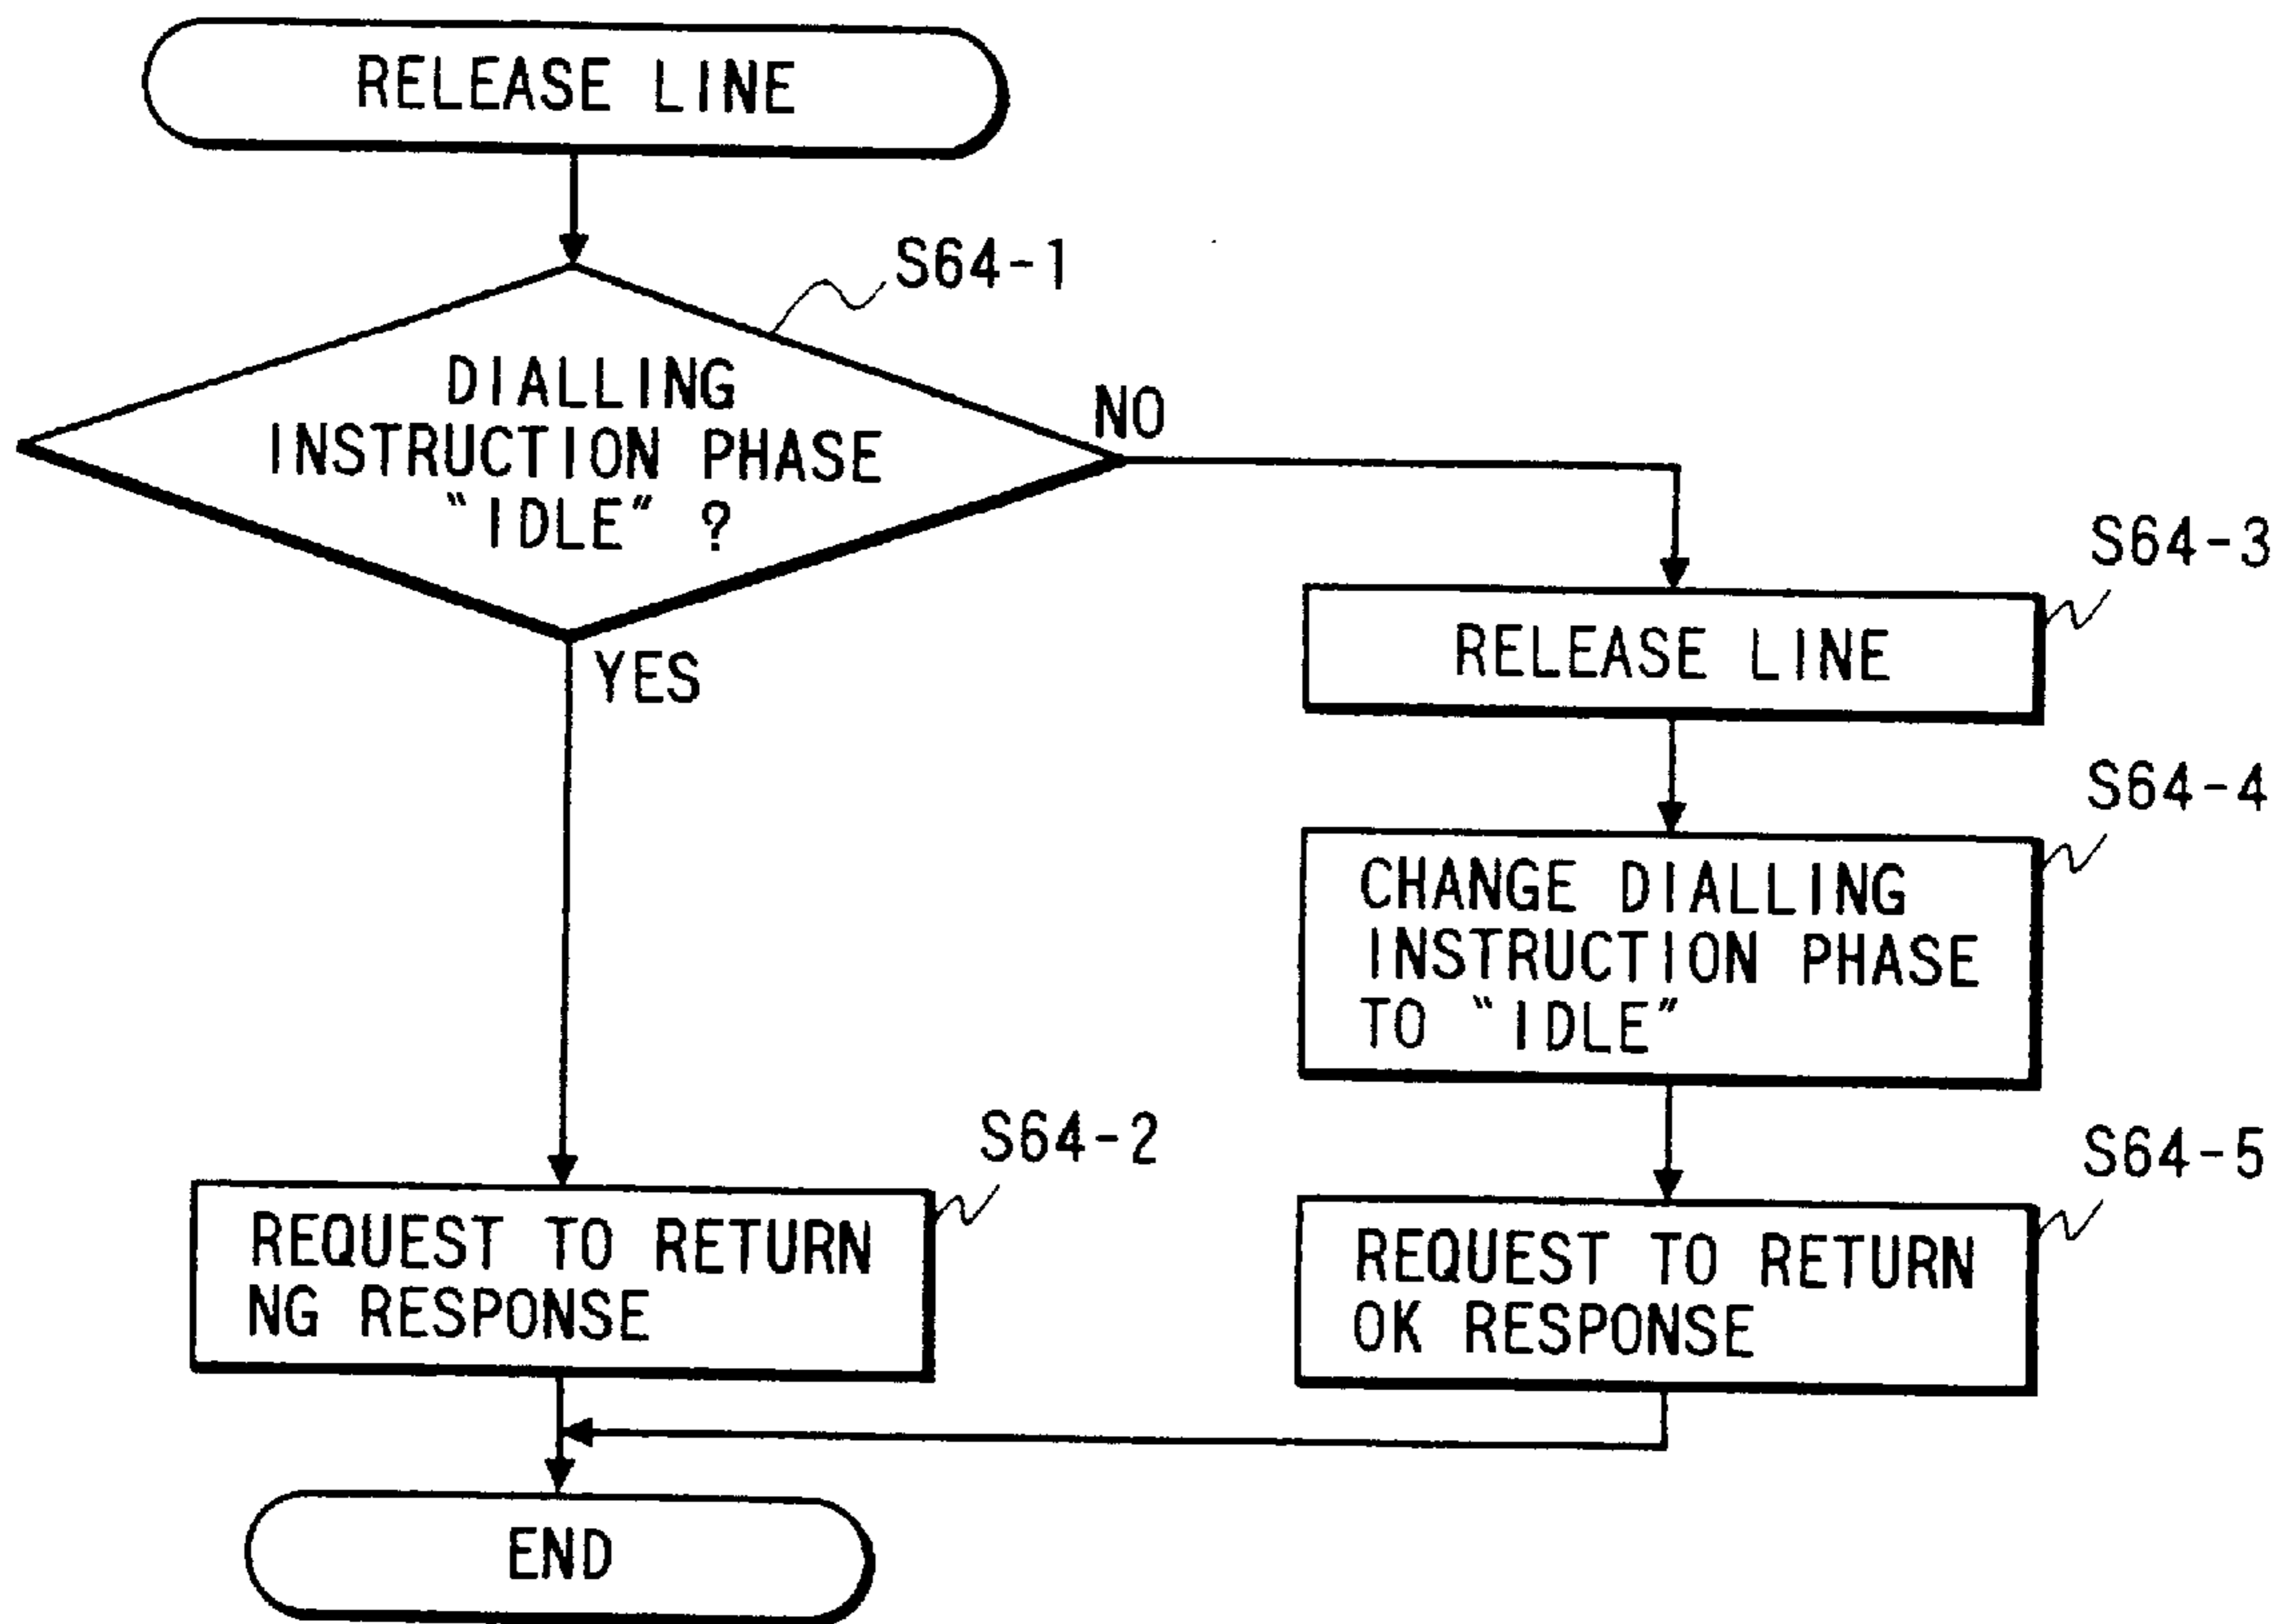 RELEASE LINE
S64-1
DIALLING
INSTRUCTION PHASE
"IDLE" ?
NO
YES
S64-3
RELEASE LINE
S64-4
CHANGE DIALLING
INSTRUCTION PHASE
TO "IDLE"
S64-2
REQUEST TO RETURN
NG RESPONSE
S64-5
REQUEST TO RETURN
OK RESPONSE
END